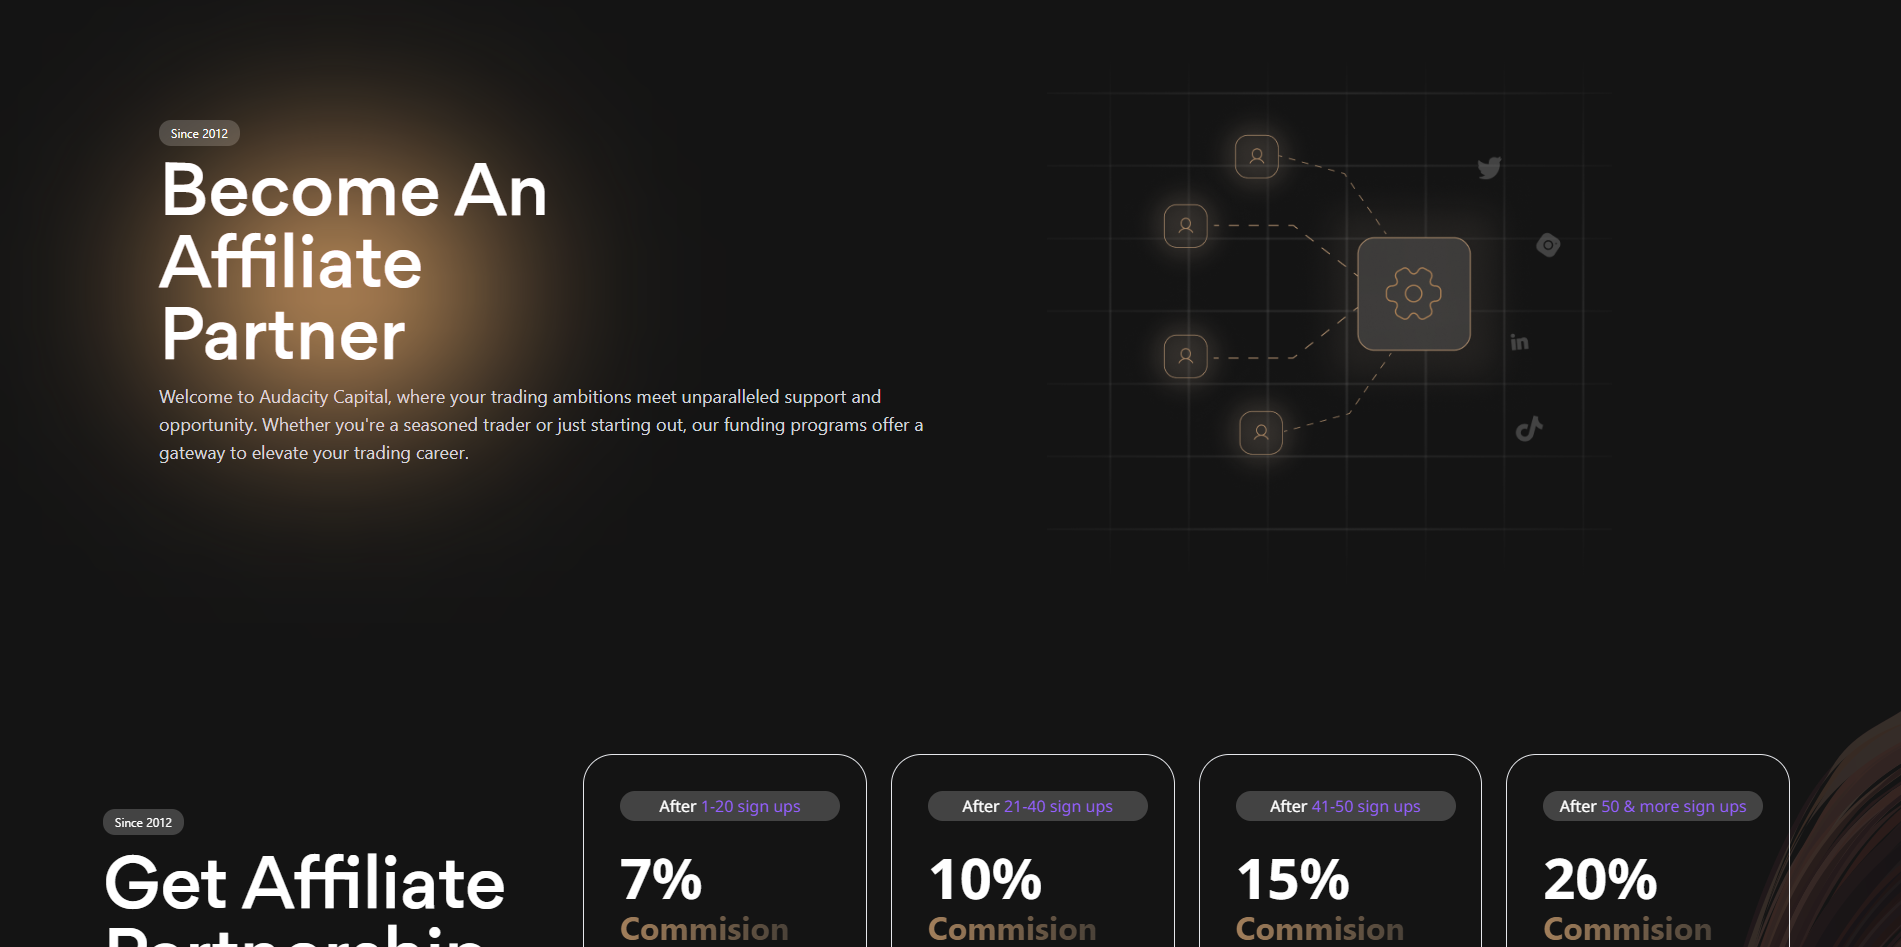 Since 2012
Become An
Affiliate
Partner
Welcome to Audacity Capital, where your trading ambitions meet unparalleled support and
opportunity. Whether you're a seasoned trader or just starting out, our funding programs offer a
gateway to elevate your trading career.
in
Since 2012
Get Affiliate
Partnership
After 1-20 sign ups
7%
Commision
After 21-40 sign ups
10%
Commision
After 41-50 sign ups
15%
Commision
After 50 & more sign ups
20%
Commision